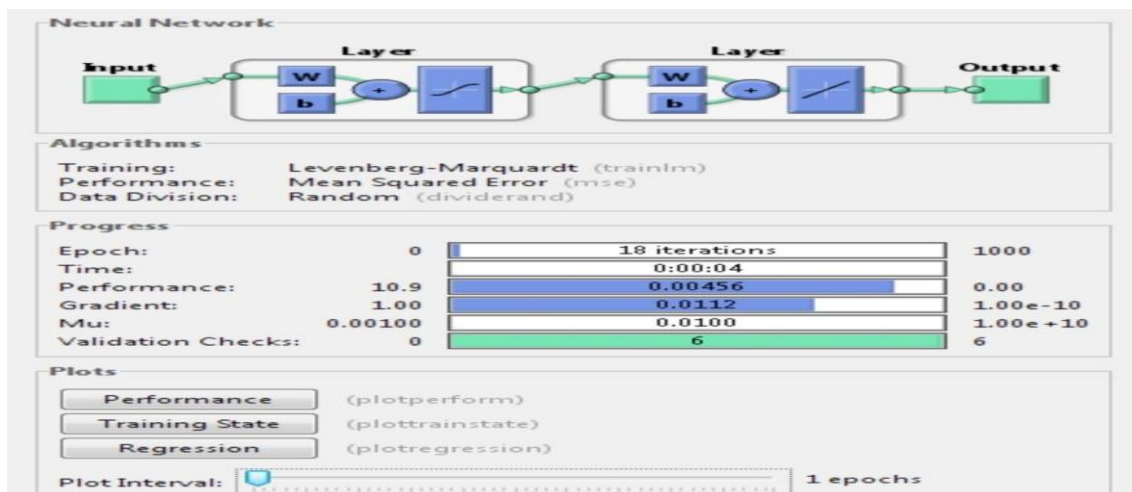 Neural Network
Layer Layer
Input Output
W W
b + b +
Algorithms
Training: Levenberg-Marquardt (trainlm)
Performance: Mean Squared Error (mse)
Data Division: Random (dividerand)
Progress
Epoch: 0 18 iterations 1000
Time: 0:00:04
Performance: 10.9 0.00456 0.00
Gradient: 1.00 0.0112 1.00e-10
Mu: 0.00100 0.0100 1.00e+10
Validation Checks: 0 6 6
Plots
Performance (plotperform)
Training State (plottrainstate)
Regression (plotregression)
Plot Interval: 1 epochs